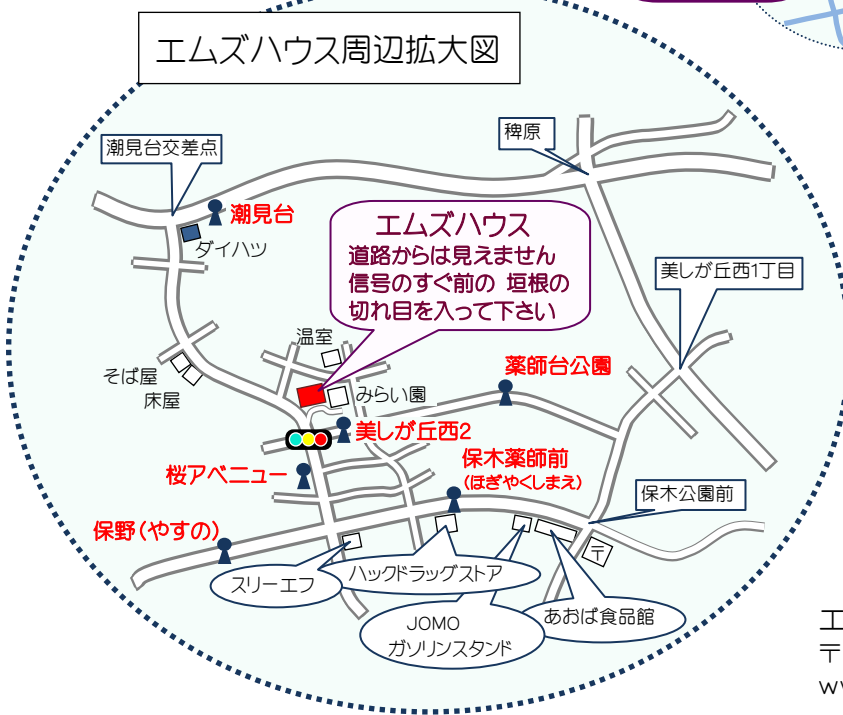 エムズハウス周辺拡大図
稗原
潮見台交差点
潮見台
ダイハツ
エムズハウス
道路からは見えません
信号のすぐ前の 垣根の
切れ目を入って下さい
美しが丘西1丁目
温室
そば屋
床屋
みらい園
薬師台公園
美しが丘西2
桜アベニュー
保木薬師前
(ほぎやくしまえ)
保木公園前
保野(やすの)
〒
スリーエフ
ハックドラッグストア
JOMO
ガソリンスタンド
あおば食品館
〒